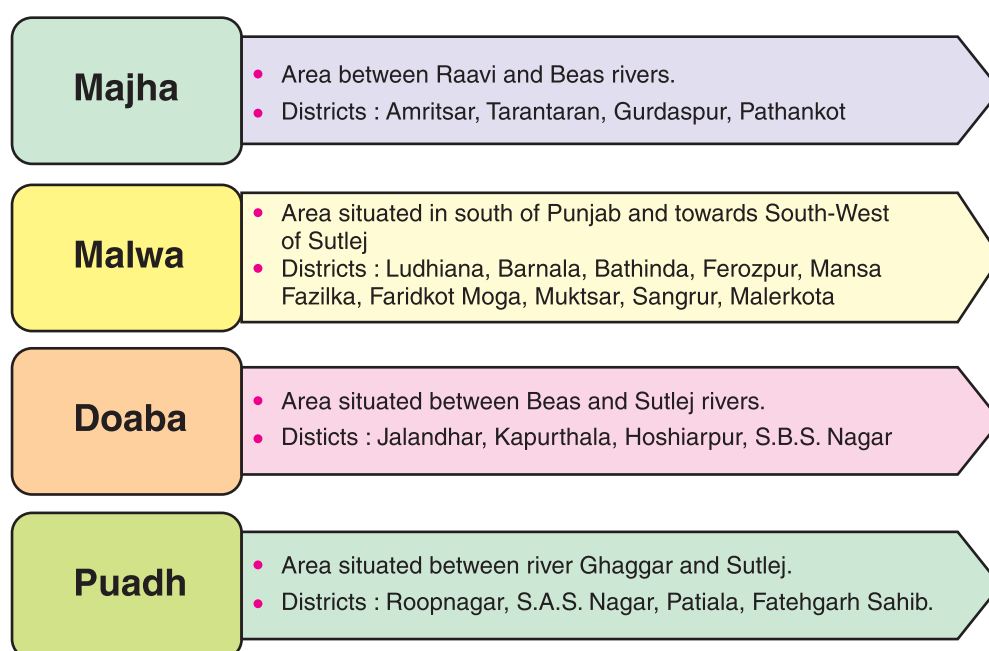 Majha
• Area between Raavi and Beas rivers.
• Districts : Amritsar, Tarantaran, Gurdaspur, Pathankot
Malwa
• Area situated in south of Punjab and towards South-West
of Sutlej
• Districts : Ludhiana, Barnala, Bathinda, Ferozpur, Mansa
Fazilka, Faridkot Moga, Muktsar, Sangrur, Malerkota
Doaba
• Area situated between Beas and Sutlej rivers.
• Disticts : Jalandhar, Kapurthala, Hoshiarpur, S.B.S. Nagar
Puadh
• Area situated between river Ghaggar and Sutlej.
• Districts : Roopnagar, S.A.S. Nagar, Patiala, Fatehgarh Sahib.